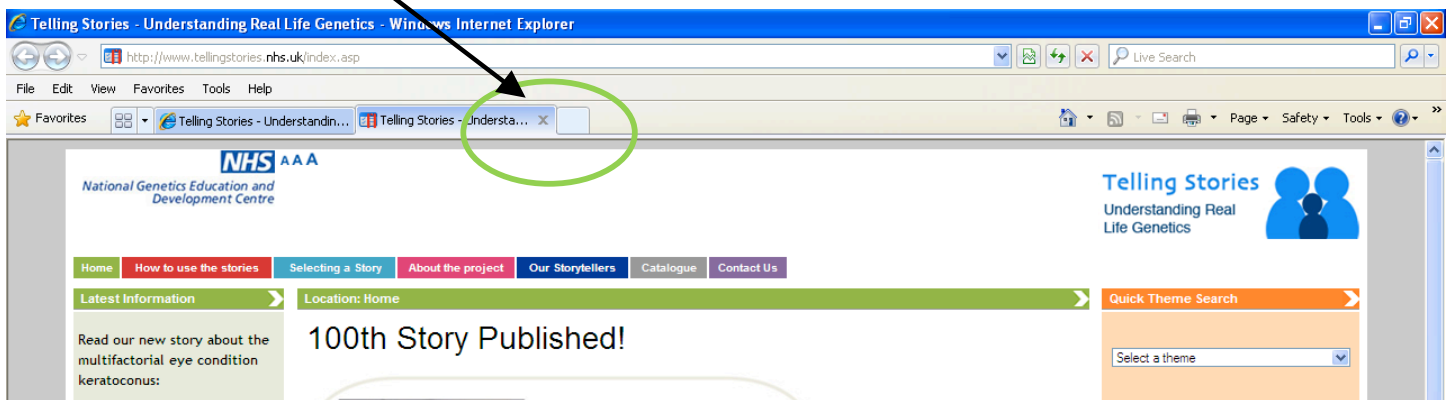 Telling Stories - Understanding Real Life Genetics - Windows Internet Explorer
http://www.tellingstories.nhs.uk/index.asp
Live Search
File Edit View Favorites Tools Help
Favorites
Telling Stories - Understandin...
Telling Stories - Understa...
Page Safety Tools
»
NHS A A A
National Genetics Education and
Development Centre
Telling Stories
Understanding Real
Life Genetics
Home How to use the stories Selecting a Story About the project Our Storytellers Catalogue Contact Us
Latest Information
Location: Home
Quick Theme Search
Read our new story about the
multifactorial eye condition
keratoconus:
100th Story Published!
Select a theme